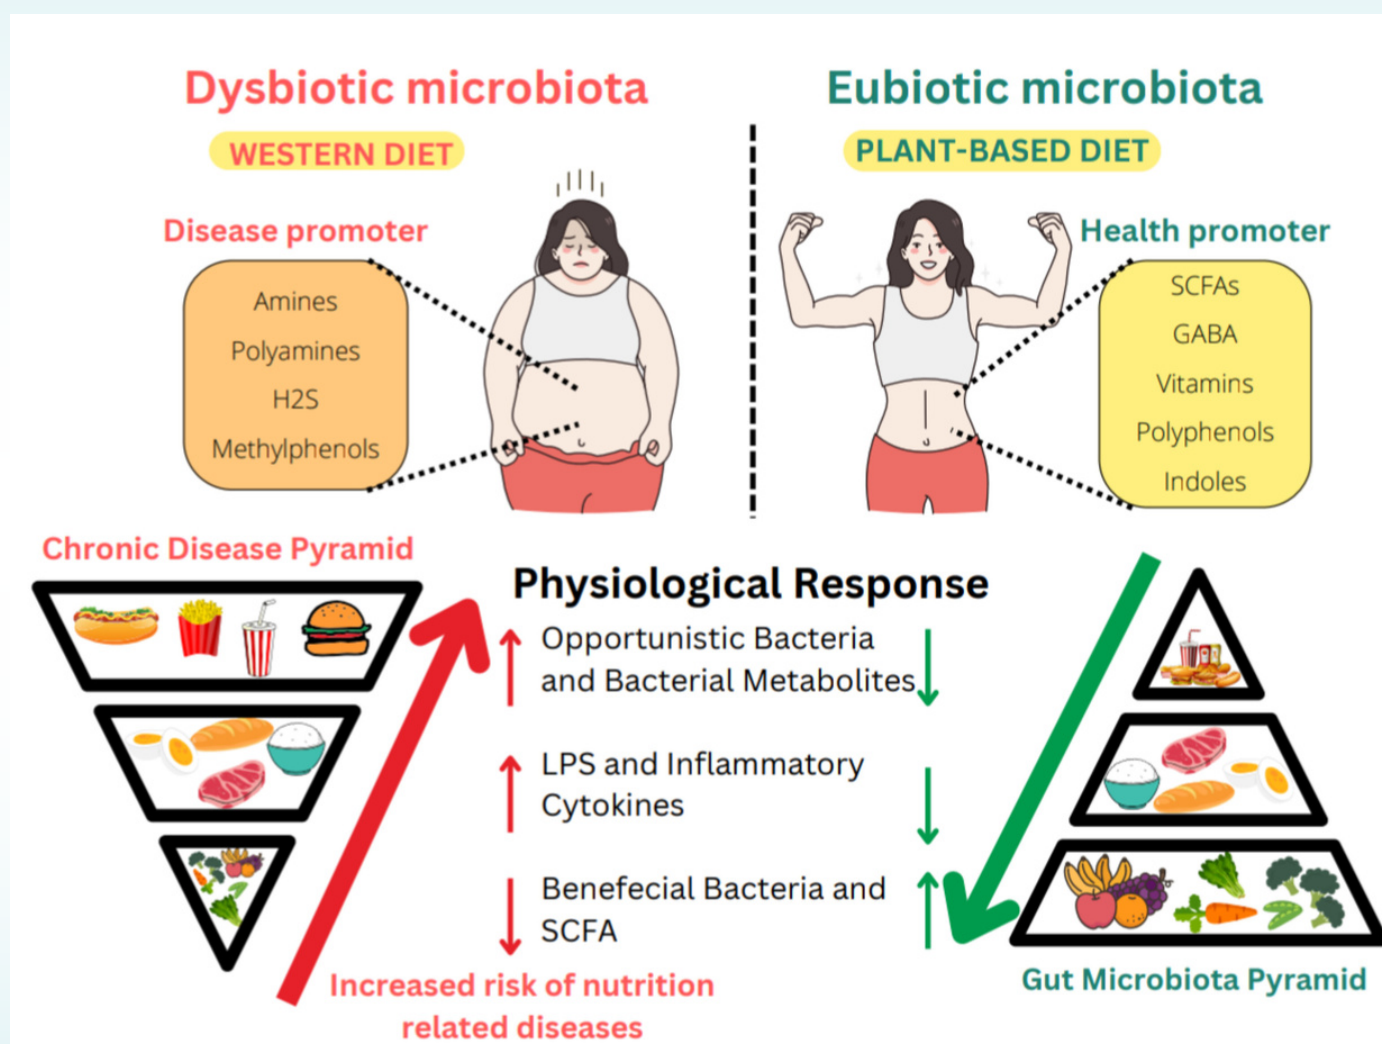 Dysbiotic microbiota
WESTERN DIET
Disease promoter
Amines
Polyamines
H2S
Methylphenols
Eubiotic microbiota
PLANT-BASED DIET
Health promoter
SCFAs
GABA
Vitamins
Polyphenols
Indoles
Chronic Disease Pyramid
Physiological Response
Opportunistic Bacteria
and Bacterial Metabolites
LPS and Inflammatory
Cytokines
Benefecial Bacteria and
SCFA
Increased risk of nutrition
related diseases
Gut Microbiota Pyramid